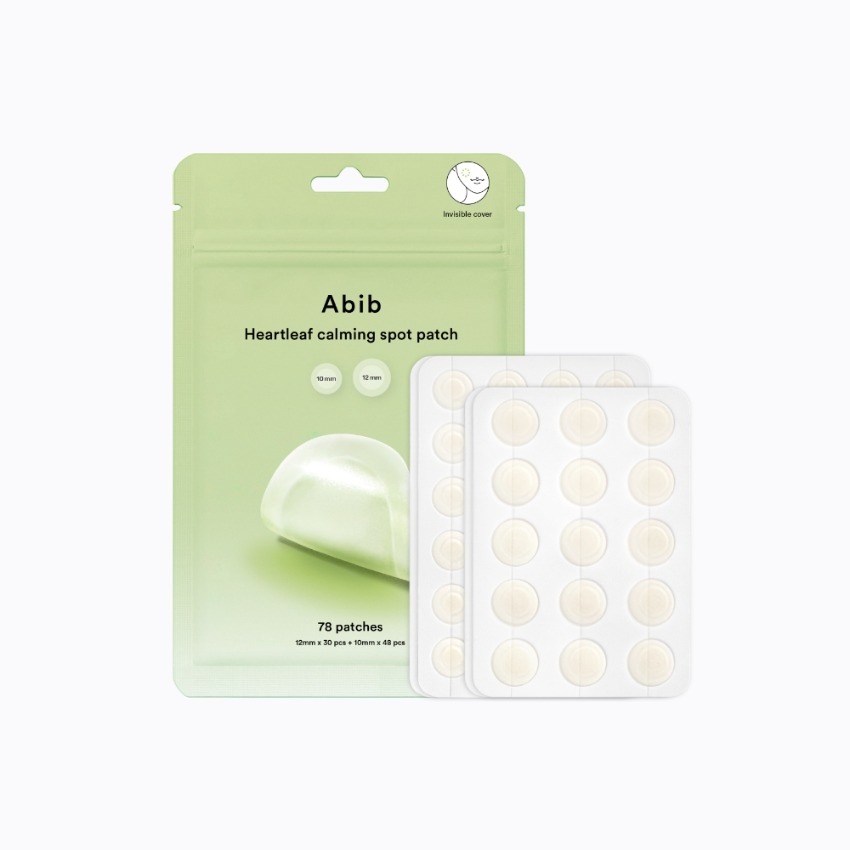 Invisible cover
Abib
Heartleaf calming spot patch
10 mm
12 mm
78 patches
12mm x 30 pcs + 10mm x 48 pcs